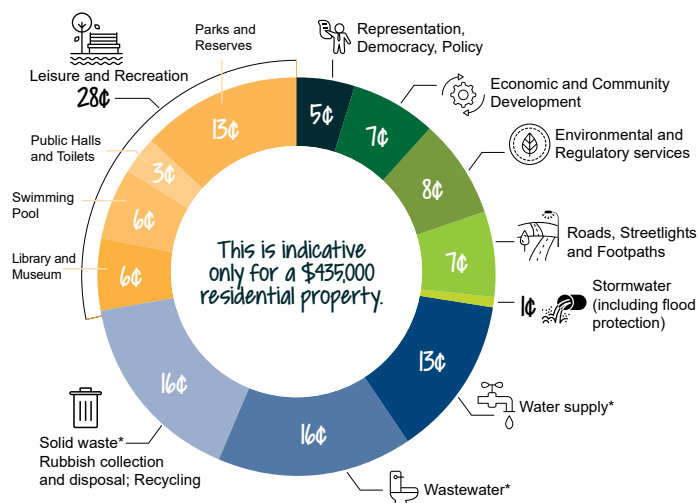 Parks and
Reserves
Leisure and Recreation
28¢
Public Halls
and Toilets
Swimming
Pool
Library and
Museum
13¢
3¢
6¢
6¢
Representation,
Democracy, Policy
5¢
Economic and Community
Development
7¢
Environmental and
Regulatory services
8¢
Roads, Streetlights
and Footpaths
7¢
Stormwater
(including flood
protection)
1¢
Water supply*
13¢
Wastewater*
16¢
Solid waste*
Rubbish collection
and disposal; Recycling
16¢
This is indicative
only for a $435,000
residential property.